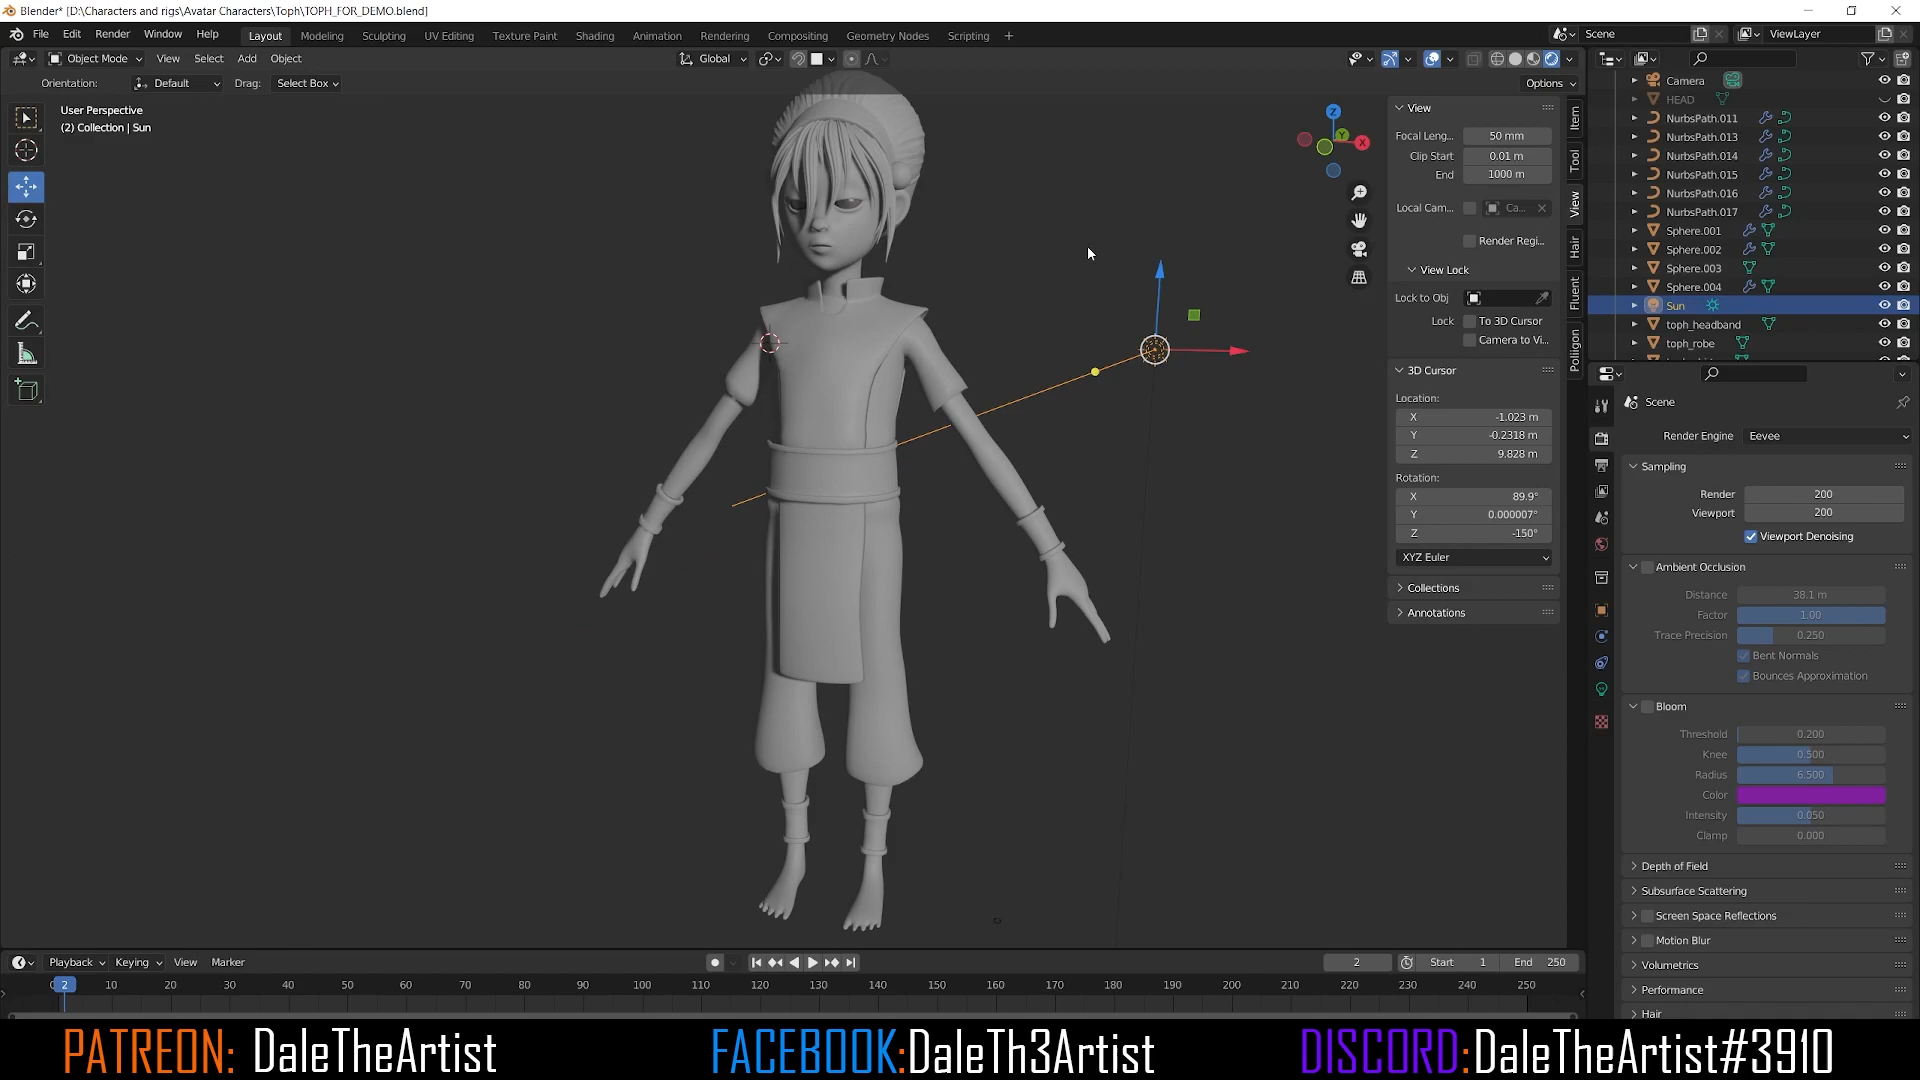 Blender* [D:\Characters and rigs\Avatar Characters\Toph\TOPH_FOR_DEMO.blend]
File Edit Render Window Help Layout Modeling Sculpting UV Editing Texture Paint Shading Animation Rendering Compositing Geometry Nodes Scripting + Scene ViewLayer
Object Mode View Select Add Object Global
Orientation: Default Drag: Select Box Options
User Perspective
(2) Collection | Sun
Z
Y
X
View
Focal Leng... 50 mm
Clip Start 0.01 m
End 1000 m
Local Cam... Ca...
Render Regi...
View Lock
Lock to Obj
Lock To 3D Cursor
Camera to Vi...
3D Cursor
Location:
X -1.023 m
Y -0.2318 m
Z 9.828 m
Rotation:
X 89.9°
Y 0.000007°
Z -150°
XYZ Euler
Collections
Annotations
Item
Tool
View
Hair
Fluent
Poliigon
Camera
HEAD
NurbsPath.011
NurbsPath.013
NurbsPath.014
NurbsPath.015
NurbsPath.016
NurbsPath.017
Sphere.001
Sphere.002
Sphere.003
Sphere.004
Sun
toph_headband
toph_robe
Scene
Render Engine Eevee
Sampling
Render 200
Viewport 200
Viewport Denoising
Ambient Occlusion
Distance 38.1 m
Factor 1.00
Trace Precision 0.250
Bent Normals
Bounces Approximation
Bloom
Threshold 0.200
Knee 0.500
Radius 6.500
Color
Intensity 0.050
Clamp 0.000
Depth of Field
Subsurface Scattering
Screen Space Reflections
Motion Blur
Volumetrics
Performance
Hair
Playback Keying View Marker 2 Start 1 End 250
2 10 20 30 40 50 60 70 80 90 100 110 120 130 140 150 160 170 180 190 200 210 220 230 240 250
PATREON: DaleTheArtist FACEBOOK:DaleTh3Artist DISCORD:DaleTheArtist#3910